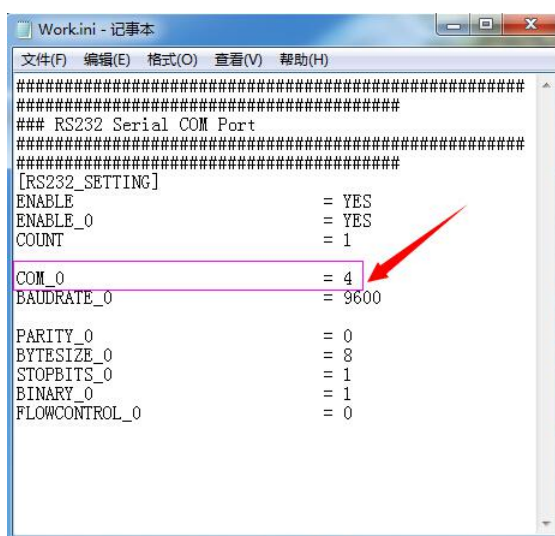 Work.ini - 记事本
文件(F) 编辑(E) 格式(O) 查看(V) 帮助(H)
##################################################################
##################################################
### RS232 Serial COM Port
##################################################################
##################################################
[RS232_SETTING]
ENABLE = YES
ENABLE_0 = YES
COUNT = 1
COM_0 = 4
BAUDRATE_0 = 9600
PARITY_0 = 0
BYTESIZE_0 = 8
STOPBITS_0 = 1
BINARY_0 = 1
FLOWCONTROL_0 = 0